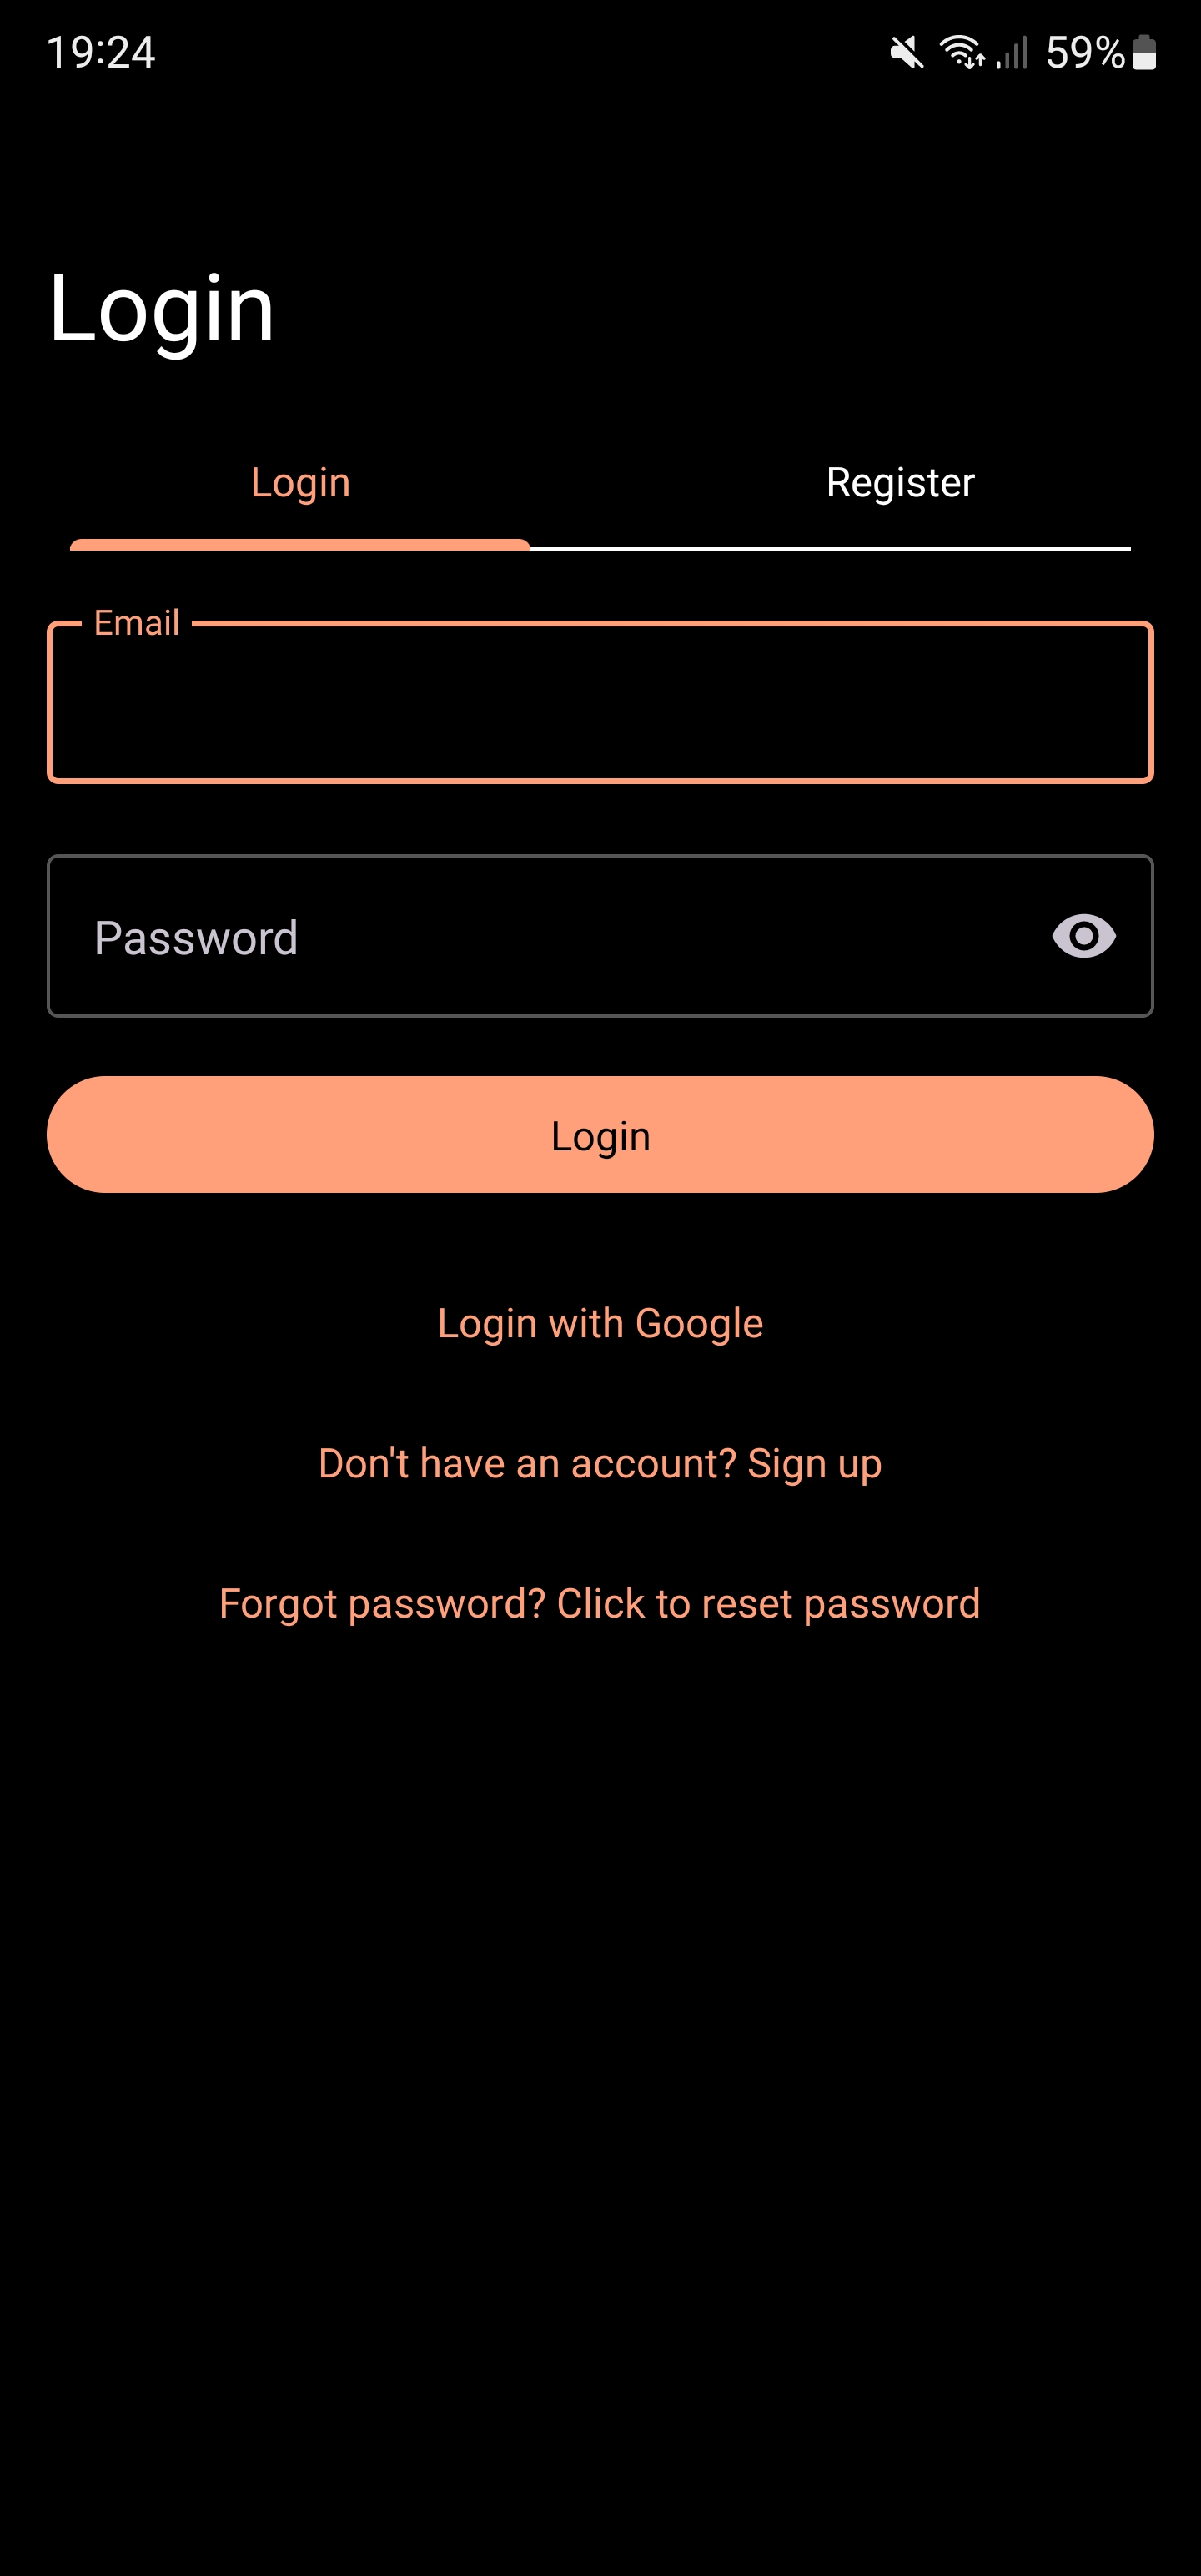 19:24 59%
Login
Login Register
Email
Password
Login
Login with Google
Don't have an account? Sign up
Forgot password? Click to reset password